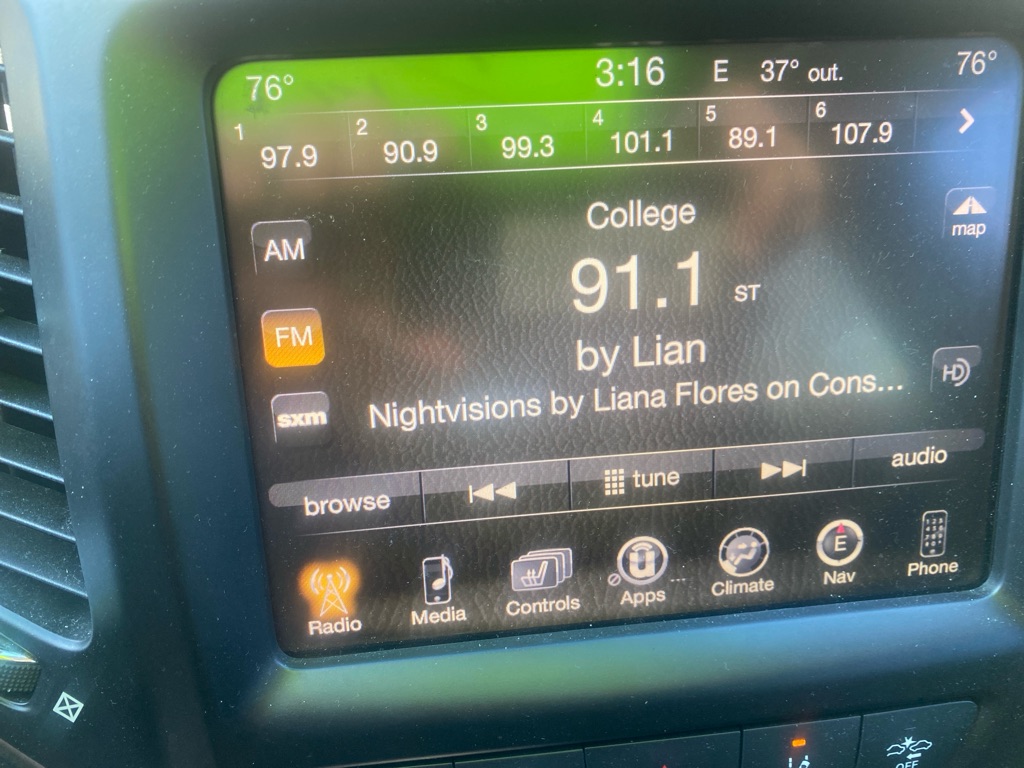 76° 3:16 E 37° out. 76°
1 97.9 2 90.9 3 99.3 4 101.1 5 89.1 6 107.9
College
map
AM
91.1 ST
FM
by Lian
HD
sxm
Nightvisions by Liana Flores on Cons...
browse tune audio
E
Radio Media Controls Apps Climate Nav Phone
OFF